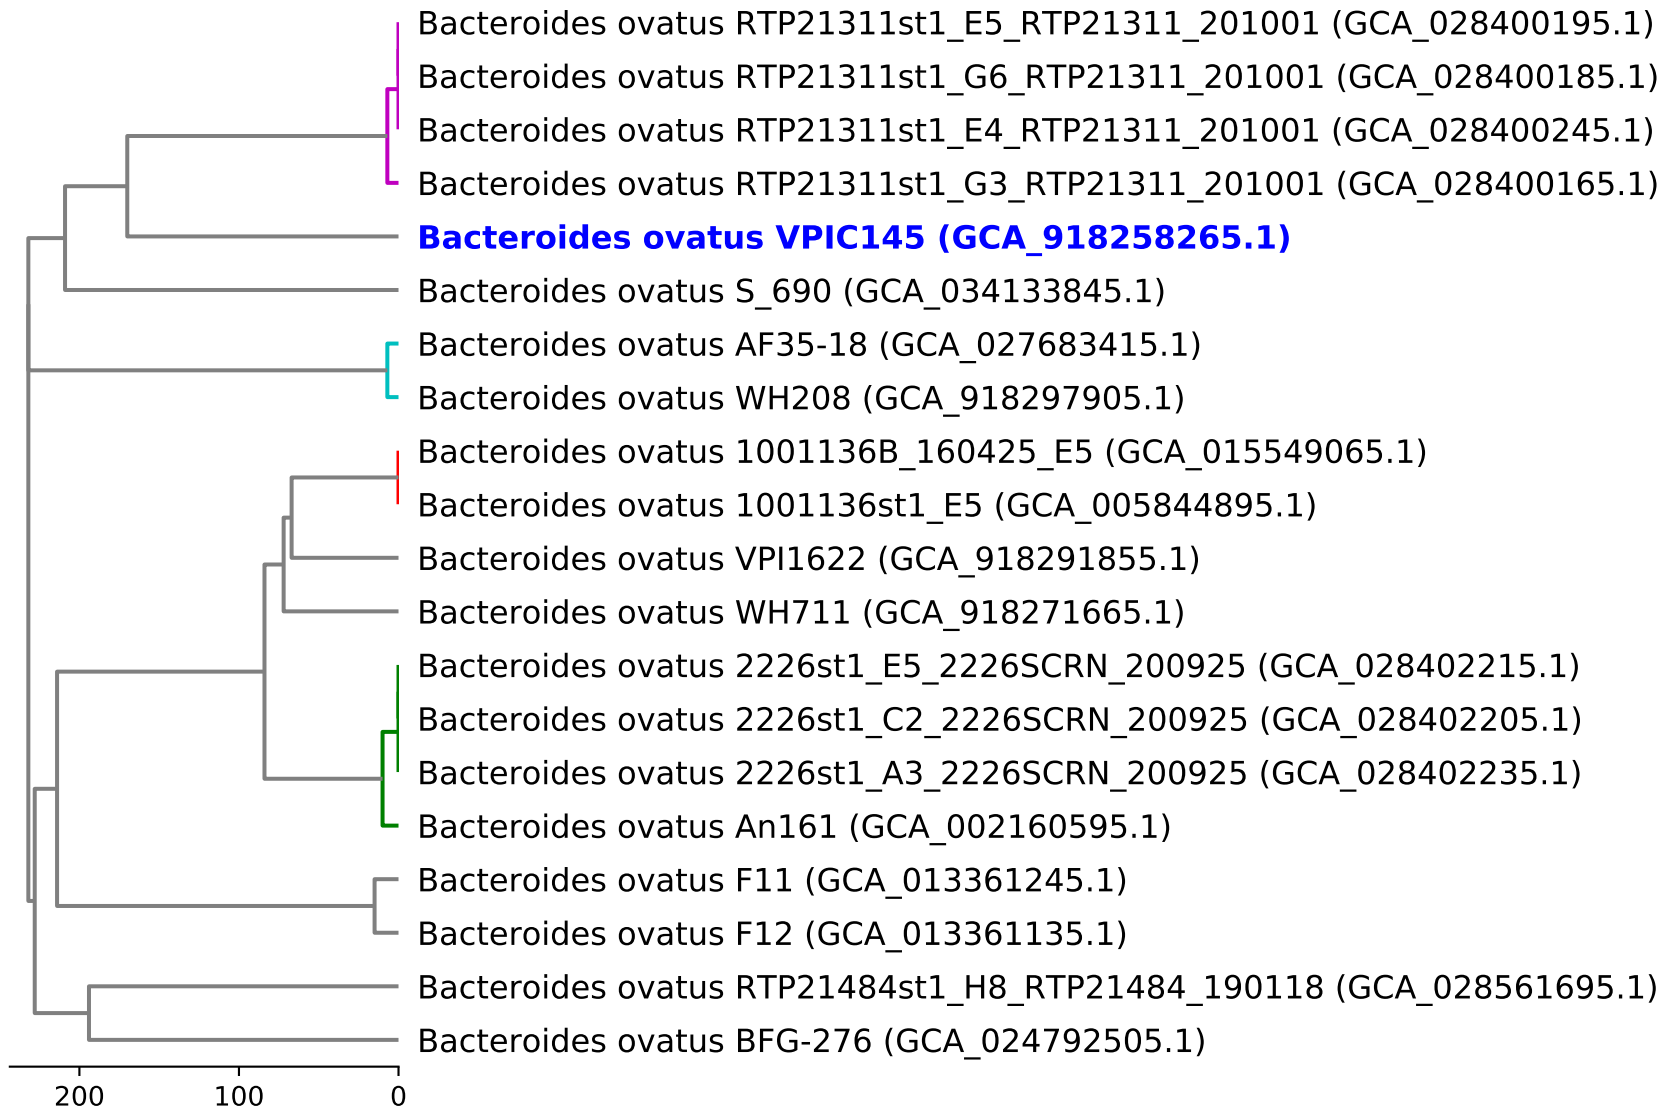 Bacteroides ovatus RTP21311st1_E5_RTP21311_201001 (GCA_028400195.1)
Bacteroides ovatus RTP21311st1_G6_RTP21311_201001 (GCA_028400185.1)
Bacteroides ovatus RTP21311st1_E4_RTP21311_201001 (GCA_028400245.1)
Bacteroides ovatus RTP21311st1_G3_RTP21311_201001 (GCA_028400165.1)
Bacteroides ovatus VPIC145 (GCA_918258265.1)
Bacteroides ovatus S_690 (GCA_034133845.1)
Bacteroides ovatus AF35-18 (GCA_027683415.1)
Bacteroides ovatus WH208 (GCA_918297905.1)
Bacteroides ovatus 1001136B_160425_E5 (GCA_015549065.1)
Bacteroides ovatus 1001136st1_E5 (GCA_005844895.1)
Bacteroides ovatus VPI1622 (GCA_918291855.1)
Bacteroides ovatus WH711 (GCA_918271665.1)
Bacteroides ovatus 2226st1_E5_2226SCRN_200925 (GCA_028402215.1)
Bacteroides ovatus 2226st1_C2_2226SCRN_200925 (GCA_028402205.1)
Bacteroides ovatus 2226st1_A3_2226SCRN_200925 (GCA_028402235.1)
Bacteroides ovatus An161 (GCA_002160595.1)
Bacteroides ovatus F11 (GCA_013361245.1)
Bacteroides ovatus F12 (GCA_013361135.1)
Bacteroides ovatus RTP21484st1_H8_RTP21484_190118 (GCA_028561695.1)
Bacteroides ovatus BFG-276 (GCA_024792505.1)
200 100 0